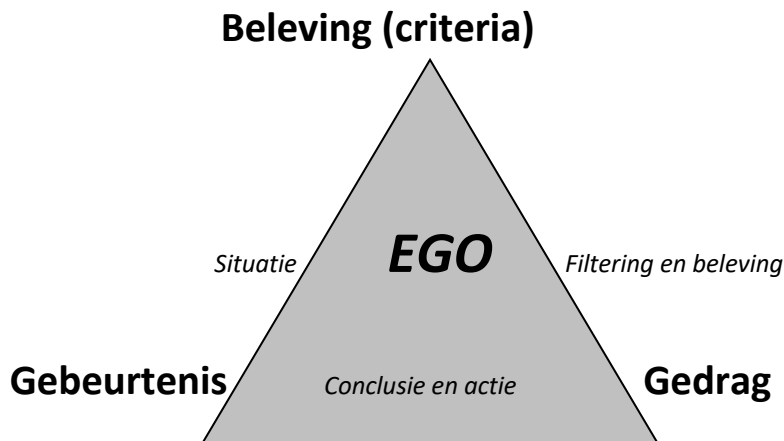 Beleving (criteria)
EGO
Situatie
Filtering en beleving
Gebeurtenis
Conclusie en actie
Gedrag